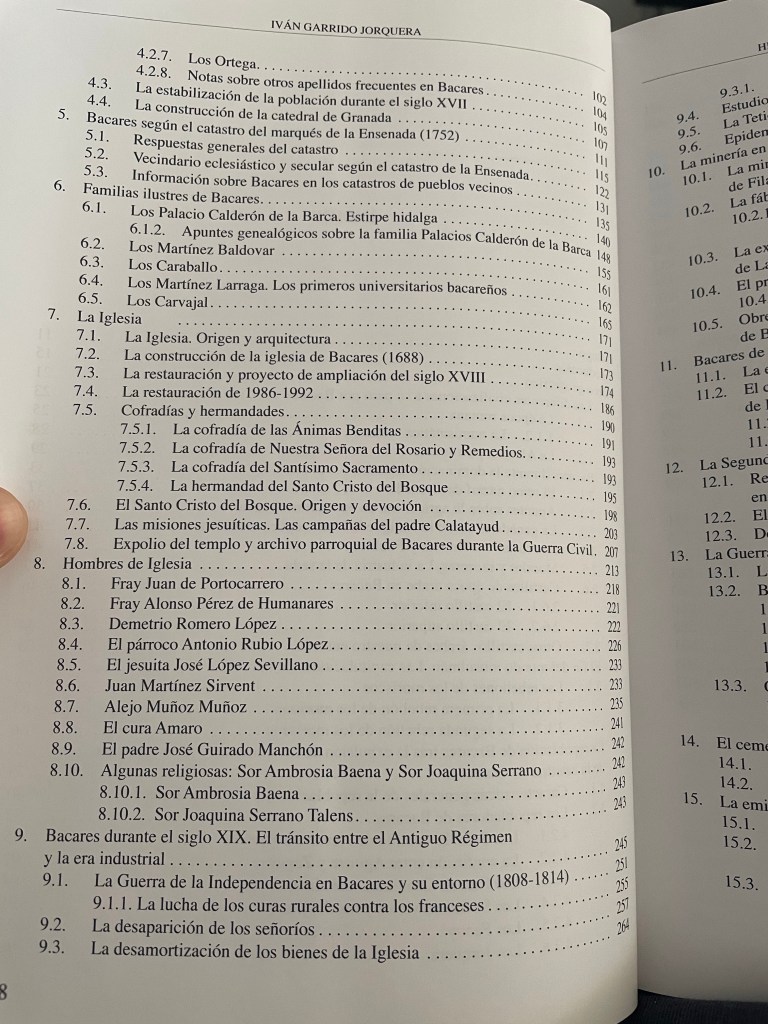 IVÁN GARRIDO JORQUERA
4.2.7. Los Ortega. 102
4.2.8. Notas sobre otros apellidos frecuentes en Bacares 104
4.3. La estabilización de la población durante el siglo XVII 105
4.4. La construcción de la catedral de Granada 107
5. Bacares según el catastro del marqués de la Ensenada (1752) 111
5.1. Respuestas generales del catastro 115
5.2. Vecindario eclesiástico y secular según el catastro de la Ensenada. 122
5.3. Información sobre Bacares en los catastros de pueblos vecinos 131
6. Familias ilustres de Bacares. 135
6.1. Los Palacio Calderón de la Barca. Estirpe hidalga 140
6.1.2. Apuntes genealógicos sobre la familia Palacios Calderón de la Barca 148
6.2. Los Martínez Baldovar 155
6.3. Los Caraballo. 161
6.4. Los Martínez Larraga. Los primeros universitarios bacareños 162
6.5. Los Carvajal. 165
7. La Iglesia 171
7.1. La Iglesia. Origen y arquitectura 171
7.2. La construcción de la iglesia de Bacares (1688) 173
7.3. La restauración y proyecto de ampliación del siglo XVIII 174
7.4. La restauración de 1986-1992 186
7.5. Cofradías y hermandades. 190
7.5.1. La cofradía de las Ánimas Benditas 191
7.5.2. La cofradía de Nuestra Señora del Rosario y Remedios. 193
7.5.3. La cofradía del Santísimo Sacramento 193
7.5.4. La hermandad del Santo Cristo del Bosque 195
7.6. El Santo Cristo del Bosque. Origen y devoción 198
7.7. Las misiones jesuíticas. Las campañas del padre Calatayud 203
7.8. Expolio del templo y archivo parroquial de Bacares durante la Guerra Civil. 207
8. Hombres de Iglesia 213
8.1. Fray Juan de Portocarrero 218
8.2. Fray Alonso Pérez de Humanares 221
8.3. Demetrio Romero López 222
8.4. El párroco Antonio Rubio López. 226
8.5. El jesuita José López Sevillano 233
8.6. Juan Martínez Sirvent 233
8.7. Alejo Muñoz Muñoz 235
8.8. El cura Amaro 241
8.9. El padre José Guirado Manchón 242
8.10. Algunas religiosas: Sor Ambrosia Baena y Sor Joaquina Serrano 242
8.10.1. Sor Ambrosia Baena 243
8.10.2. Sor Joaquina Serrano Talens. 243
9. Bacares durante el siglo XIX. El tránsito entre el Antiguo Régimen
y la era industrial 245
9.1. La Guerra de la Independencia en Bacares y su entorno (1808-1814) 251
9.1.1. La lucha de los curas rurales contra los franceses 255
9.2. La desaparición de los señoríos 257
9.3. La desamortización de los bienes de la Iglesia 264
8
9.3.1.
9.4. Estudio
9.5. La Teti
9.6. Epidem
10. La minería en
10.1. La min
de Fila
10.2. La fáb
10.2.1
10.3. La ex
de La
10.4. El pr
10.4
10.5. Obre
de B
11. Bacares de
11.1. La
11.2. El c
de
11.
11.
12. La Segund
12.1. Re
en
12.2. El
12.3. De
13. La Guerra
13.1. L
13.2. B
13.3.
14. El ceme
14.1.
14.2.
15. La emi
15.1.
15.2.
15.3.